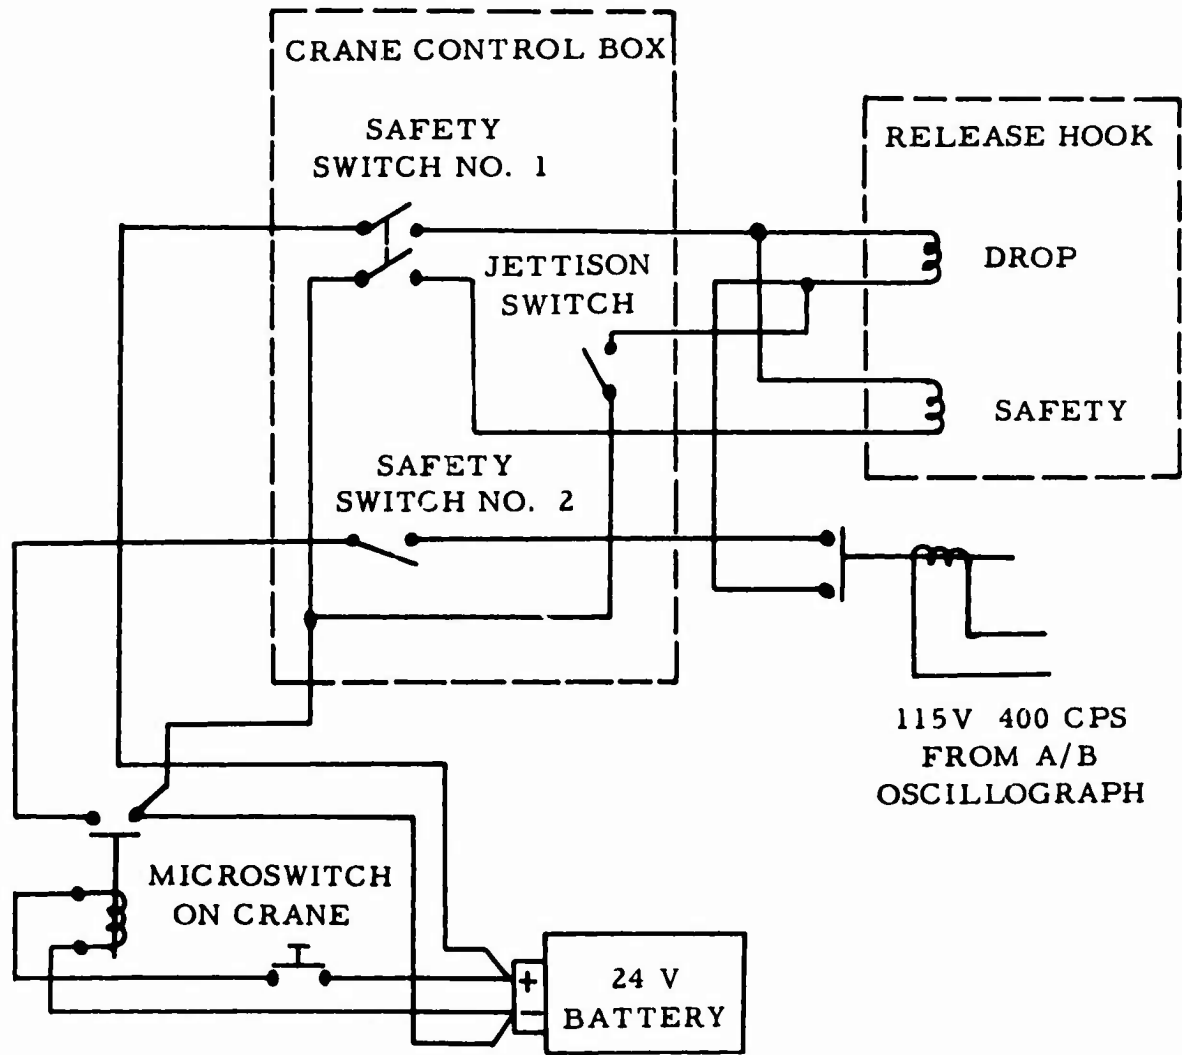 CRANE CONTROL BOX
SAFETY
SWITCH NO. 1
RELEASE HOOK
JETTISON
SWITCH
DROP
SAFETY
SAFETY
SWITCH NO. 2
115V 400 CPS
FROM A/B
OSCILLOGRAPH
MICROSWITCH
ON CRANE
+
24 V
−
BATTERY